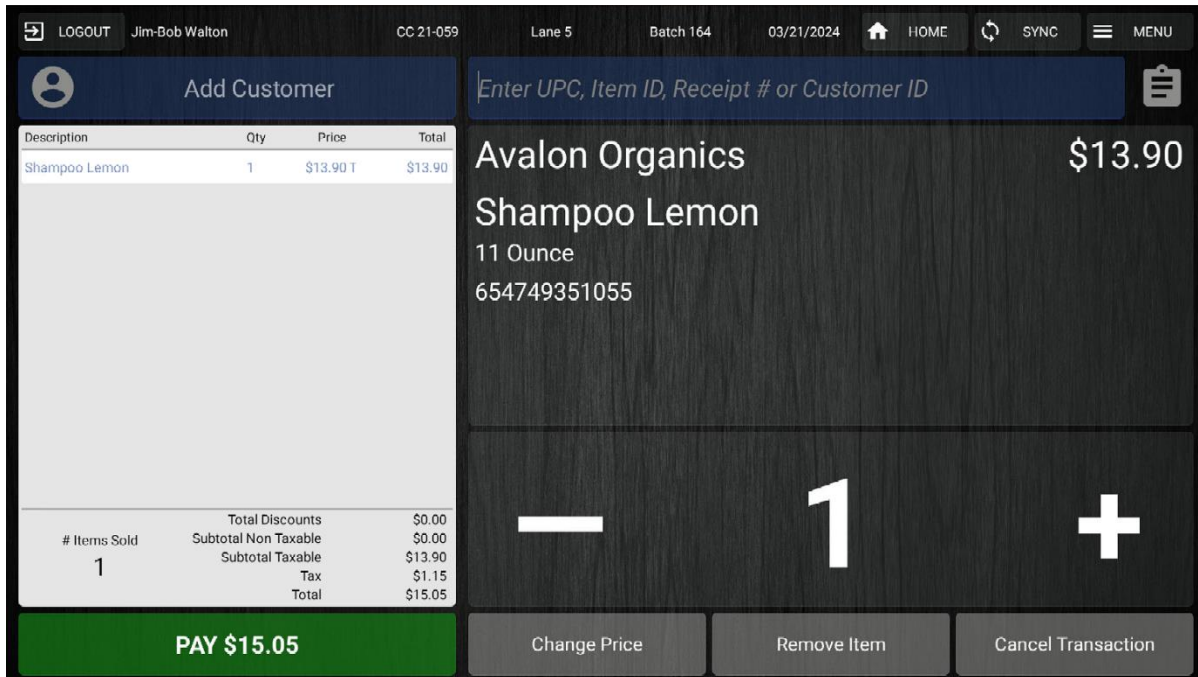 LOGOUT Jim-Bob Walton CC 21-059 Lane 5 Batch 164 03/21/2024 HOME SYNC MENU
Add Customer
Enter UPC, Item ID, Receipt # or Customer ID
Description Qty Price Total
Shampoo Lemon 1 $13.90 T $13.90
# Items Sold
1
Total Discounts $0.00
Subtotal Non Taxable $0.00
Subtotal Taxable $13.90
Tax $1.15
Total $15.05
PAY $15.05
Avalon Organics $13.90
Shampoo Lemon
11 Ounce
654749351055
1
Change Price Remove Item Cancel Transaction